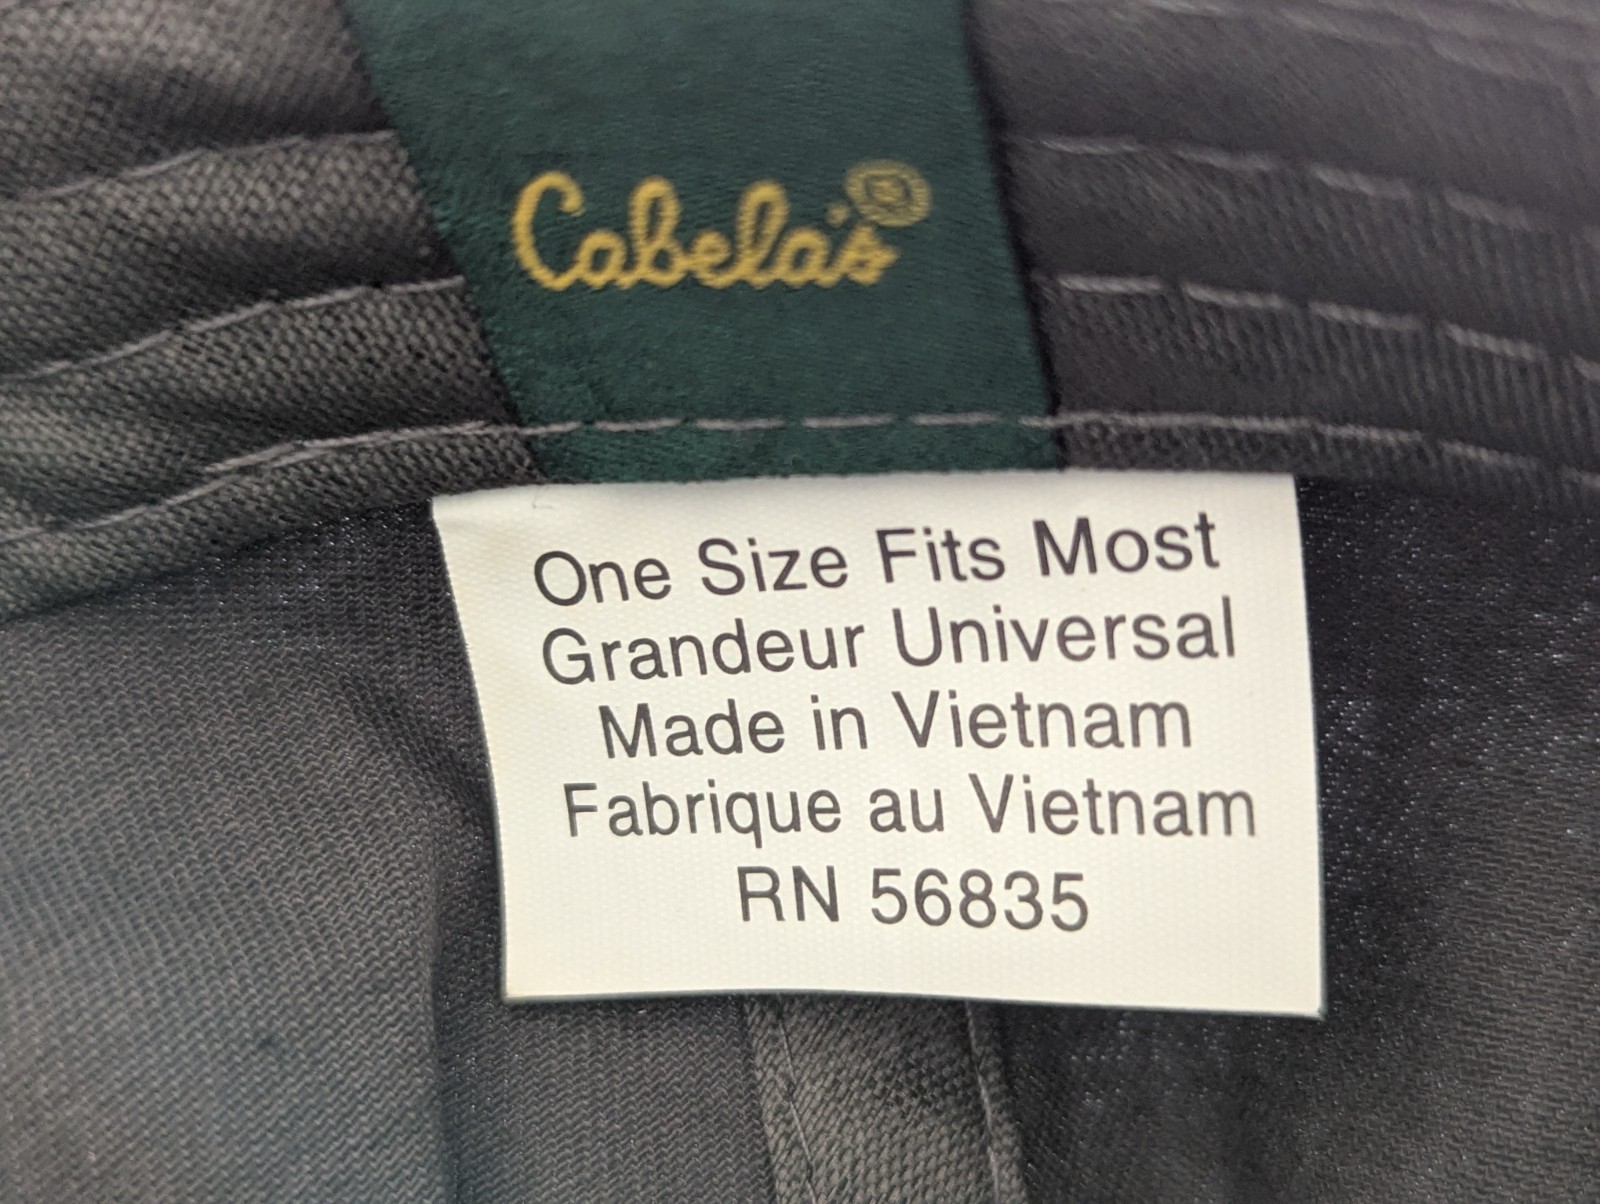 Cabela's
One Size Fits Most
Grandeur Universal
Made in Vietnam
Fabrique au Vietnam
RN 56835